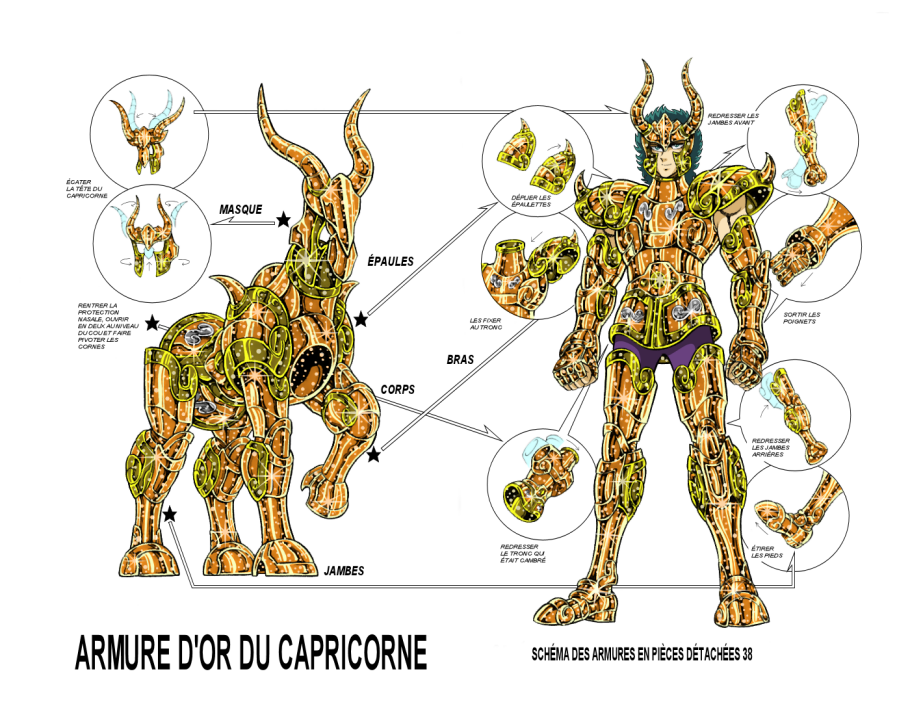 ÉCATER
LA TÊTE DU
CAPRICORNE
MASQUE
RENTRER LA
PROTECTION
NASALE, OUVRIR
EN DEUX AU NIVEAU
DU COU ET FAIRE
PIVOTER LES
CORNES
ÉPAULES
BRAS
CORPS
JAMBES
DÉPLIER LES
ÉPAULETTES
LES FIXER
AU TRONC
REDRESSER
LE TRONC QUI
ÉTAIT CAMBRÉ
REDRESSER LES
JAMBES AVANT
SORTIR LES
POIGNETS
REDRESSER
LES JAMBES
ARRIÉRES
ÉTIRER
LES PIEDS
ARMURE D'OR DU CAPRICORNE
SCHÉMA DES ARMURES EN PIÈCES DÉTACHÉES 38